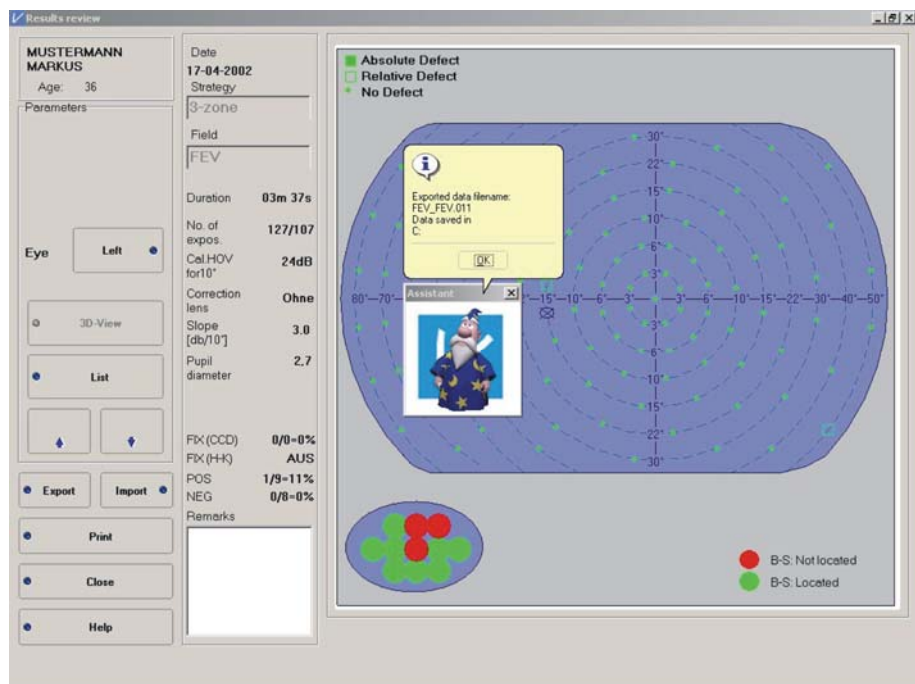 Results review
MUSTERMANN
MARKUS
Age: 36
Parameters
Eye
Left
3D-View
List
Export
Import
Print
Close
Help
Date
17-04-2002
Strategy
3-zone
Field
FEV
Duration 03m 37s
No. of
expos. 127/107
Cal.HOV
for10° 24dB
Correction
lens Ohne
Slope
[db/10°] 3.0
Pupil
diameter 2,7
FIX(CCD) 0/0=0%
FIX(H-K) AUS
POS 1/9=11%
NEG 0/8=0%
Remarks
Absolute Defect
Relative Defect
No Defect
30°
22°
15°
10°
6°
3°
Exported data filename:
FEV_FEV.011
Data saved in
C:
OK
Assistant
80° 70° 15° 10° 6° 3° 3° 6° 10° 15° 22° 30° 40° 50°
3°
6°
10°
15°
22°
30°
B-S: Not located
B-S: Located